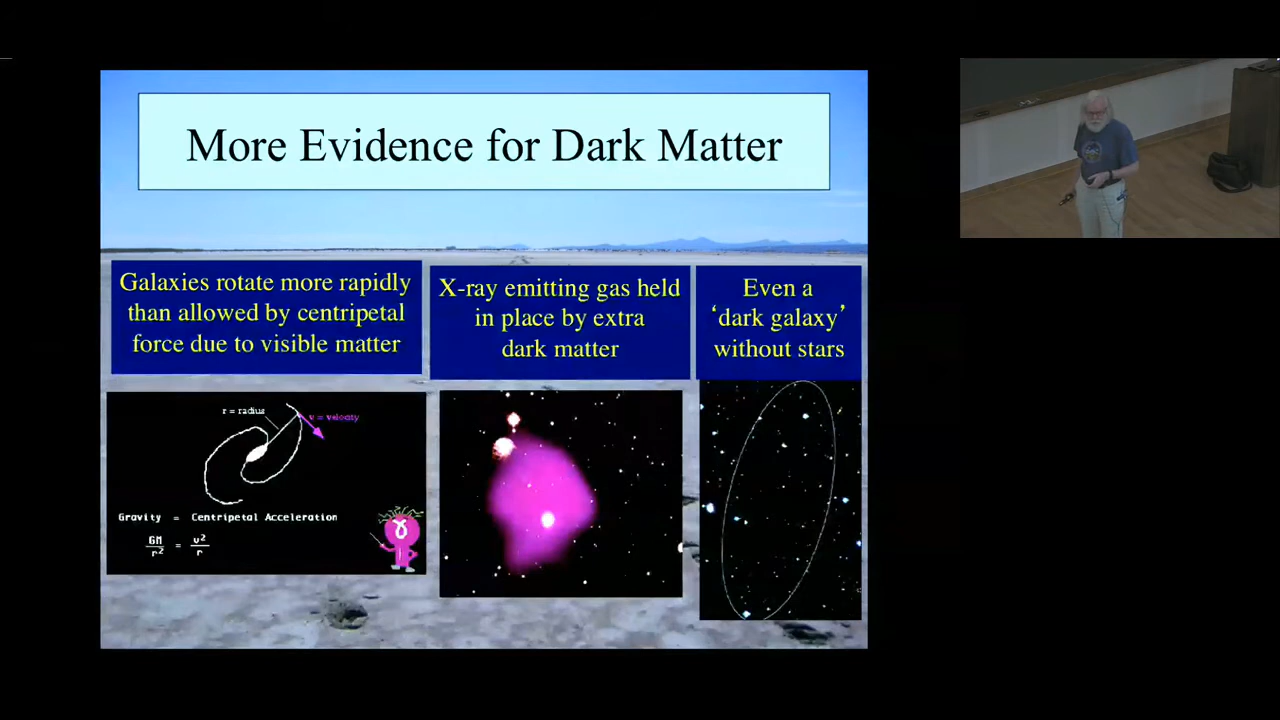 More Evidence for Dark Matter
Galaxies rotate more rapidly
than allowed by centripetal
force due to visible matter
X-ray emitting gas held
in place by extra
dark matter
Even a
‘dark galaxy’
without stars
r = radius
v = velocity
Gravity = Centripetal Acceleration
GM = v²
r² r
γ